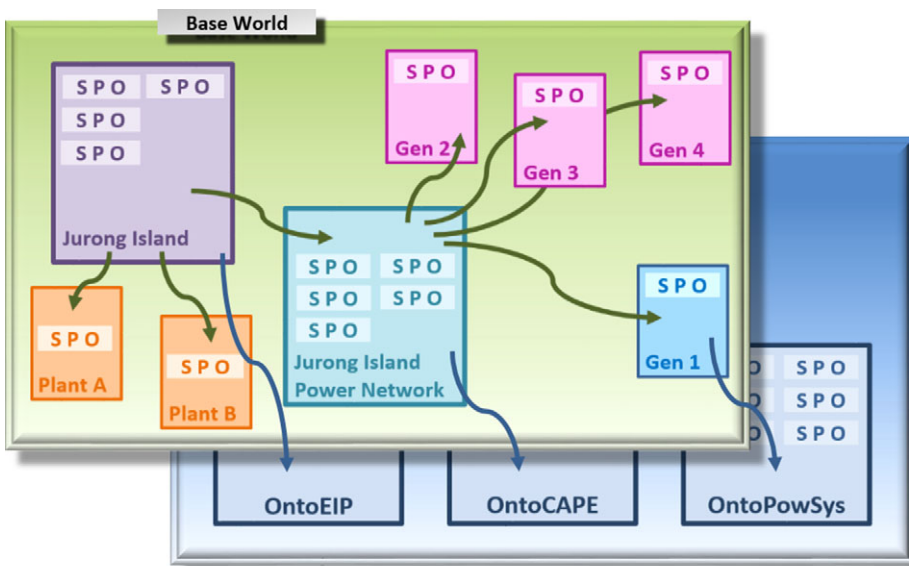 Base World
S P O S P O
S P O
S P O
Jurong Island
S P O
Gen 2
S P O
Gen 3
S P O
Gen 4
S P O S P O
S P O S P O
S P O
Jurong Island
Power Network
S P O
Gen 1
S P O
Plant A
S P O
Plant B
O S P O
O S P O
O S P O
OntoEIP
OntoCAPE
OntoPowSys